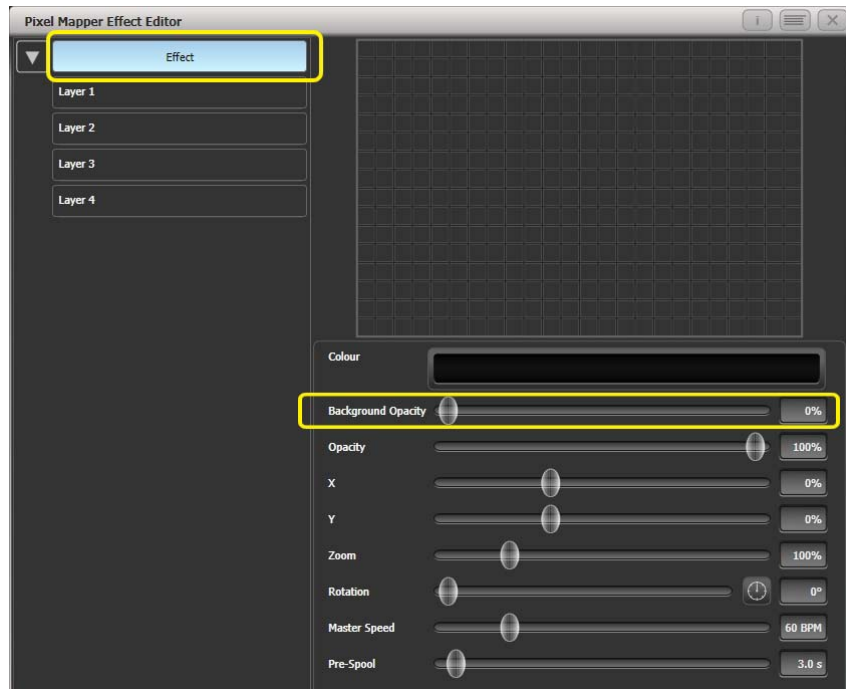 Pixel Mapper Effect Editor
i
Effect
Layer 1
Layer 2
Layer 3
Layer 4
Colour
Background Opacity 0%
Opacity 100%
X 0%
Y 0%
Zoom 100%
Rotation 0°
Master Speed 60 BPM
Pre-Spool 3.0 s